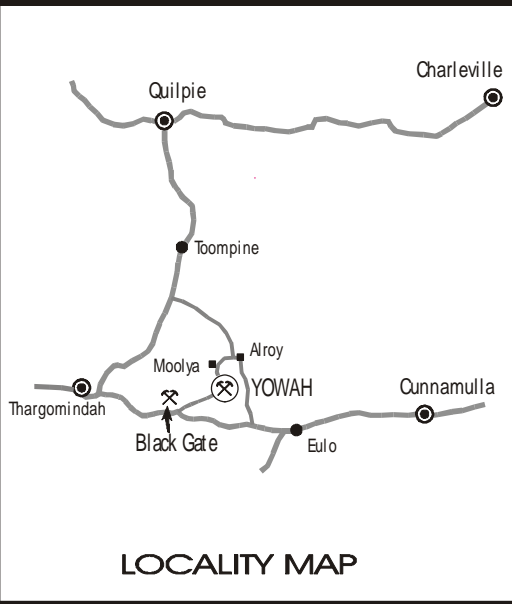 Charleville
Quilpie
Toompine
Alroy
Moolya
YOWAH
Cunnamulla
Thargomindah
Black Gate
Eulo
LOCALITY MAP